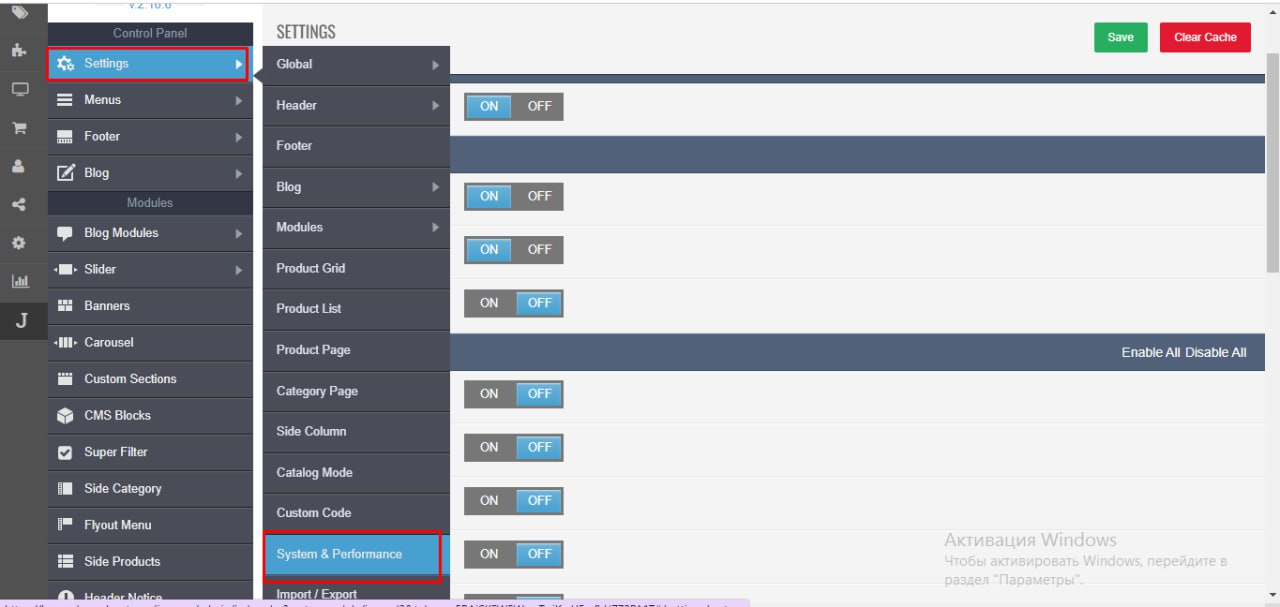 v.2.16.6
Control Panel
Settings
Menus
Footer
Blog
Modules
Blog Modules
Slider
Banners
Carousel
Custom Sections
CMS Blocks
Super Filter
Side Category
Flyout Menu
Side Products
Header Notice
J
SETTINGS
Save
Clear Cache
Global
Header
Footer
Blog
Modules
Product Grid
Product List
Product Page
Category Page
Side Column
Catalog Mode
Custom Code
System & Performance
Import / Export
ON OFF
ON OFF
ON OFF
ON OFF
Enable All Disable All
ON OFF
ON OFF
ON OFF
ON OFF
Активация Windows
Чтобы активировать Windows, перейдите в
раздел "Параметры".